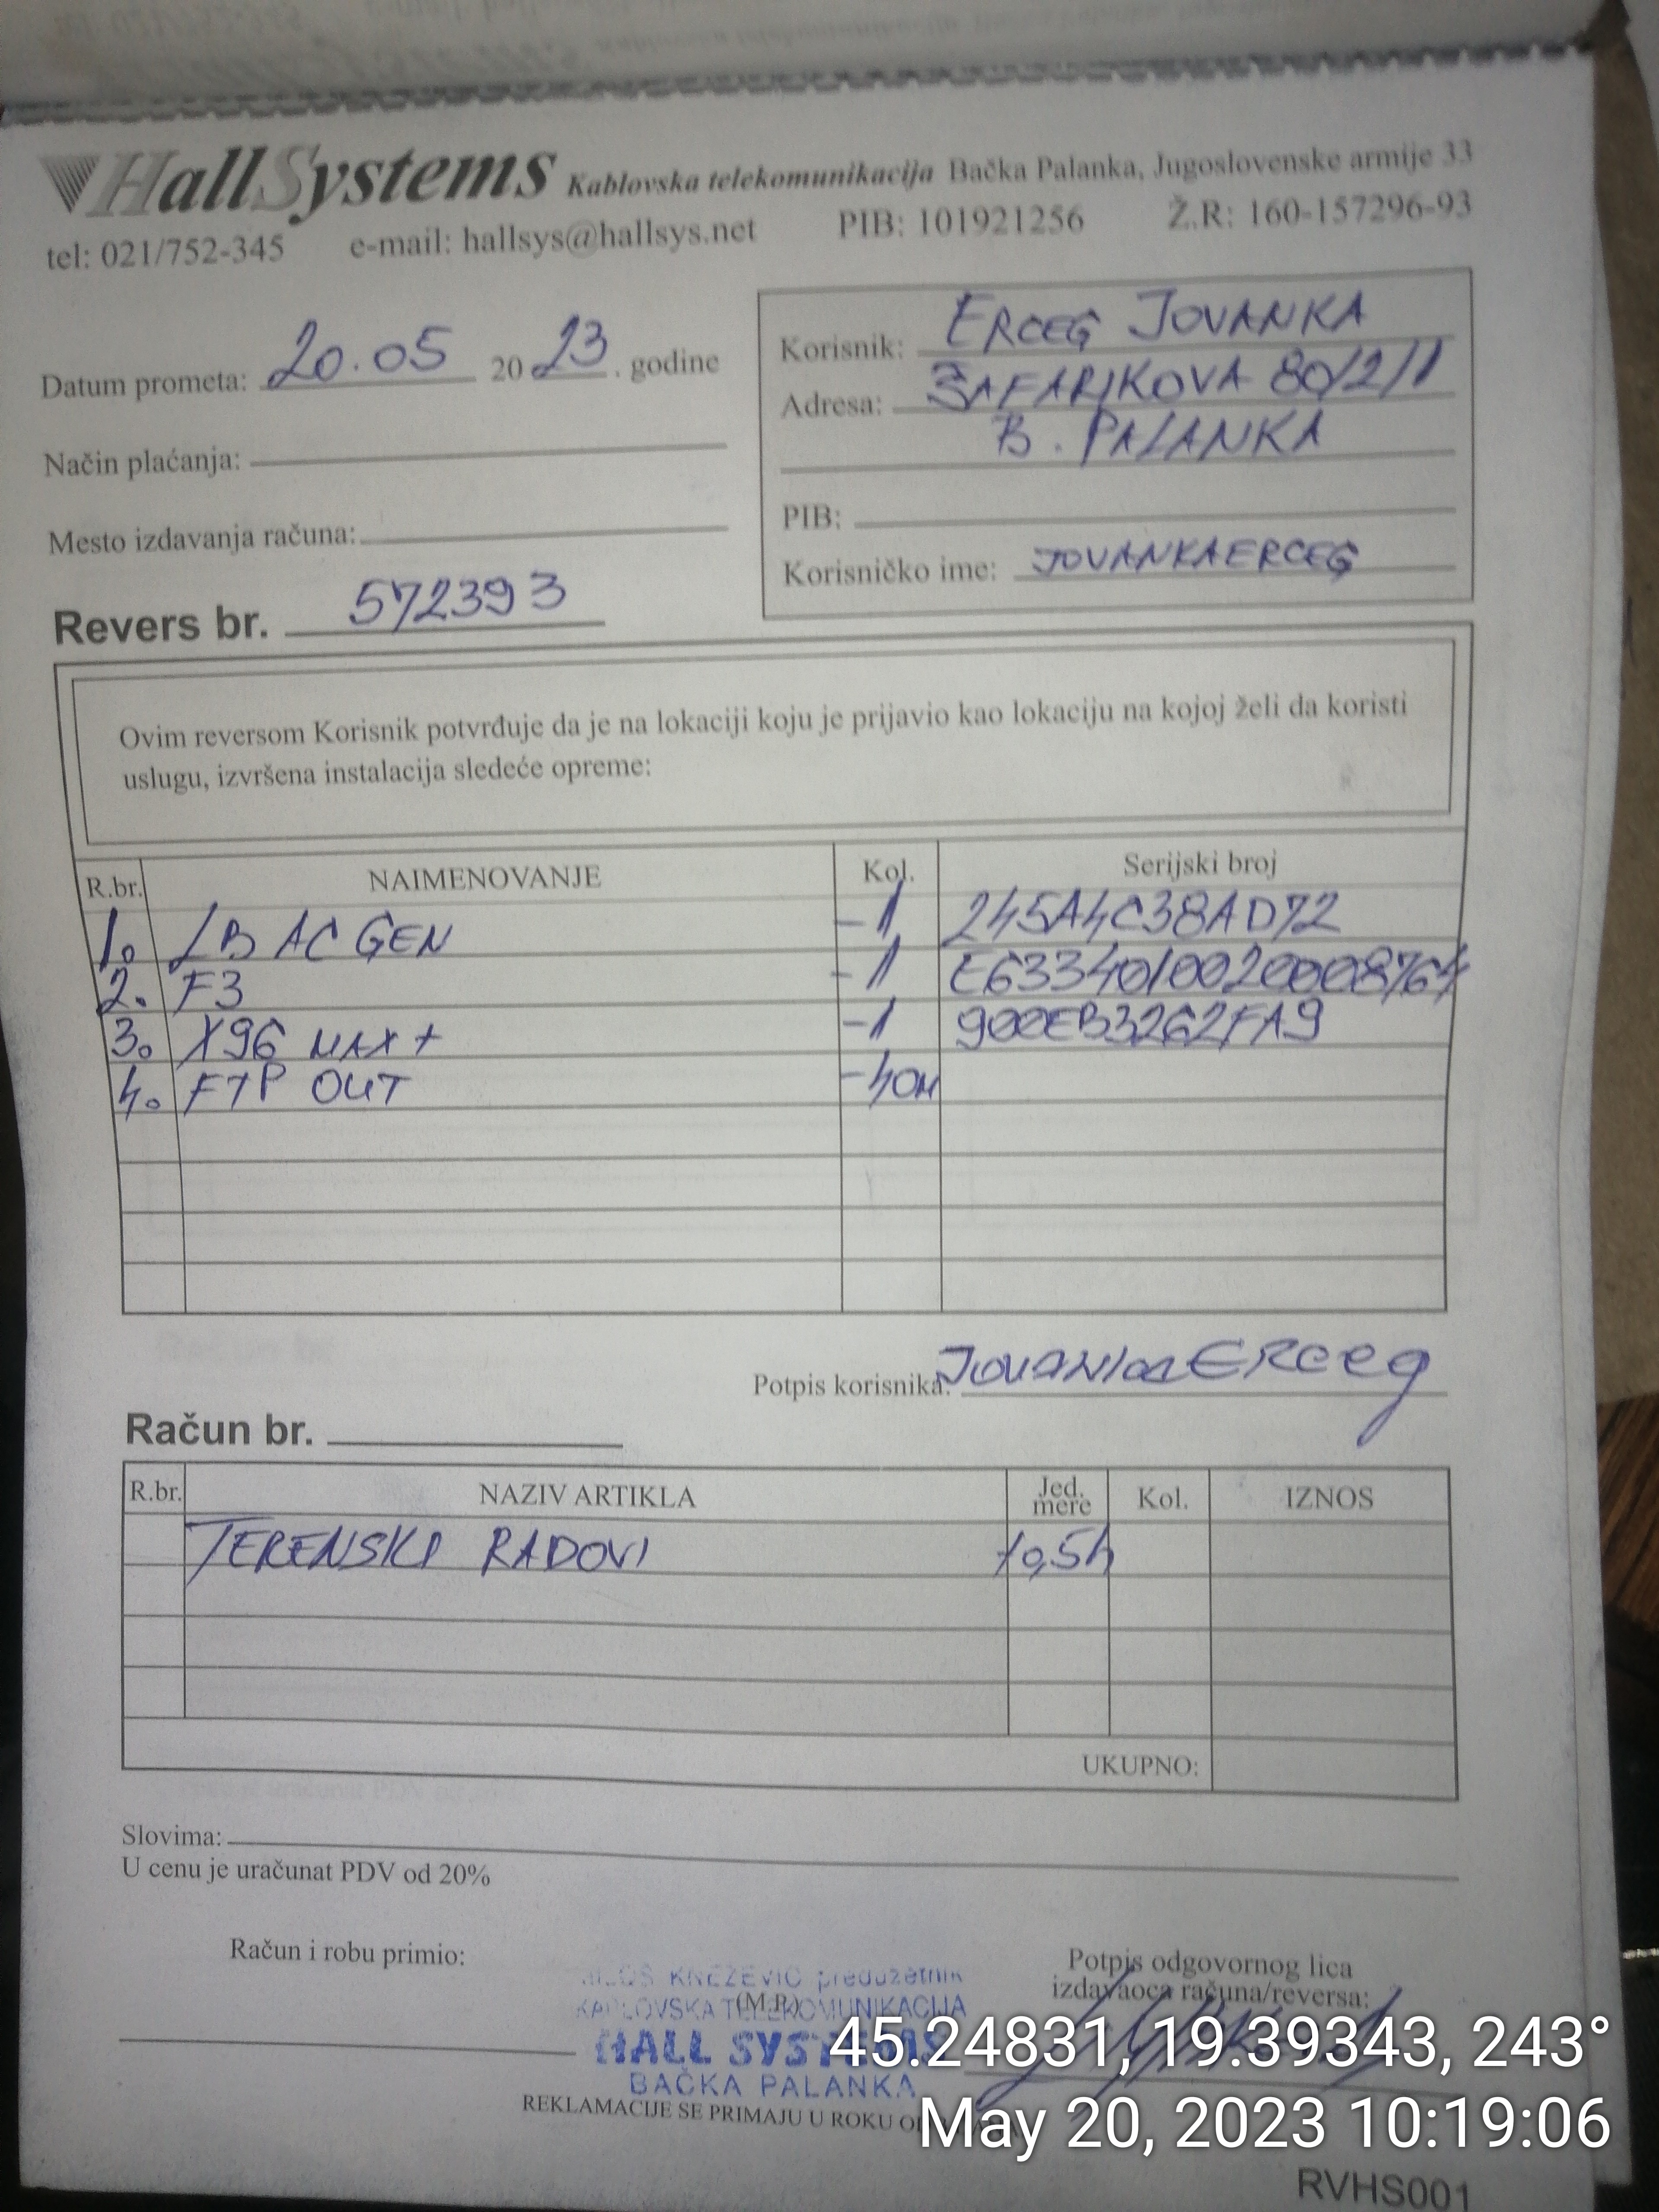 HallSystems Kablovska telekomunikacija Bačka Palanka, Jugoslovenske armije 33
tel: 021/752-345 e-mail: hallsys@hallsys.net PIB: 101921256 Ž.R: 160-157296-93
Datum prometa: 20.05 2023. godine
Način plaćanja:
Mesto izdavanja računa:
Revers br. 572393
Korisnik: ERCEG JOVANKA
Adresa: ŠAFARIKOVA 80/2/1
B. PALANKA
PIB:
Korisničko ime: JOVANKAERCEG
Ovim reversom Korisnik potvrđuje da je na lokaciji koju je prijavio kao lokaciju na kojoj želi da koristi
uslugu, izvršena instalacija sledeće opreme:
R.br. NAIMENOVANJE Kol. Serijski broj
1. LB AC GEN -1 245A4C38AD72
2. F3 -1 E6334010020008764
3. X96 MAX+ -1 900EB3262FA9
4. FTP OUT -40M
Potpis korisnika: JOVANKA ERCEG
Račun br.
R.br. NAZIV ARTIKLA Jed. mere Kol. IZNOS
TERENSKI RADOVI 0,5h
UKUPNO:
Slovima:
U cenu je uračunat PDV od 20%
Račun i robu primio:
KNEŽEVIĆ preduzetnik
(M.P.)
KABLOVSKA TELEKOMUNIKACIJA
HALL SYSTEMS
BAČKA PALANKA
Potpis odgovornog lica
izdavaoca računa/reversa:
REKLAMACIJE SE PRIMAJU U ROKU
45.24831, 19.39343, 243°
May 20, 2023 10:19:06
RVHS001